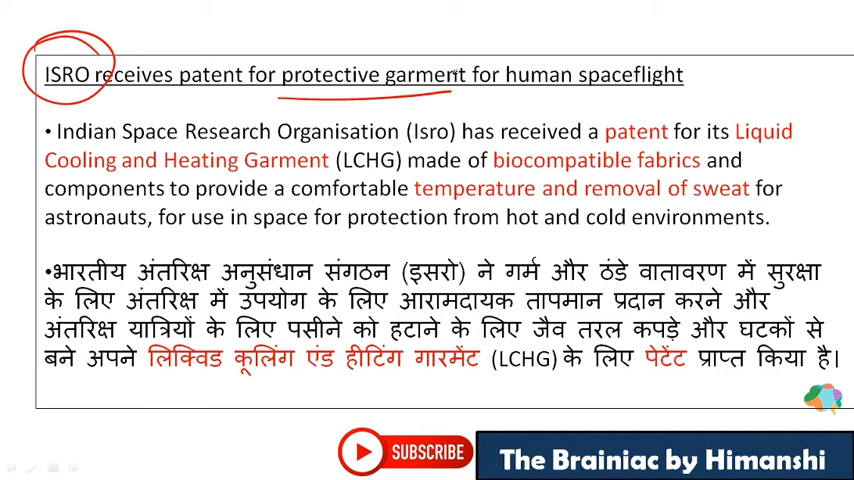 ISRO receives patent for protective garment for human spaceflight
• Indian Space Research Organisation (Isro) has received a patent for its Liquid
Cooling and Heating Garment (LCHG) made of biocompatible fabrics and
components to provide a comfortable temperature and removal of sweat for
astronauts, for use in space for protection from hot and cold environments.
•भारतीय अंतरिक्ष अनुसंधान संगठन (इसरो) ने गर्म और ठंडे वातावरण में सुरक्षा
के लिए अंतरिक्ष में उपयोग के लिए आरामदायक तापमान प्रदान करने और
अंतरिक्ष यात्रियों के लिए पसीने को हटाने के लिए जैव तरल कपड़े और घटकों से
बने अपने लिक्विड कूलिंग एंड हीटिंग गारमेंट (LCHG) के लिए पेटेंट प्राप्त किया है।
SUBSCRIBE
The Brainiac by Himanshi